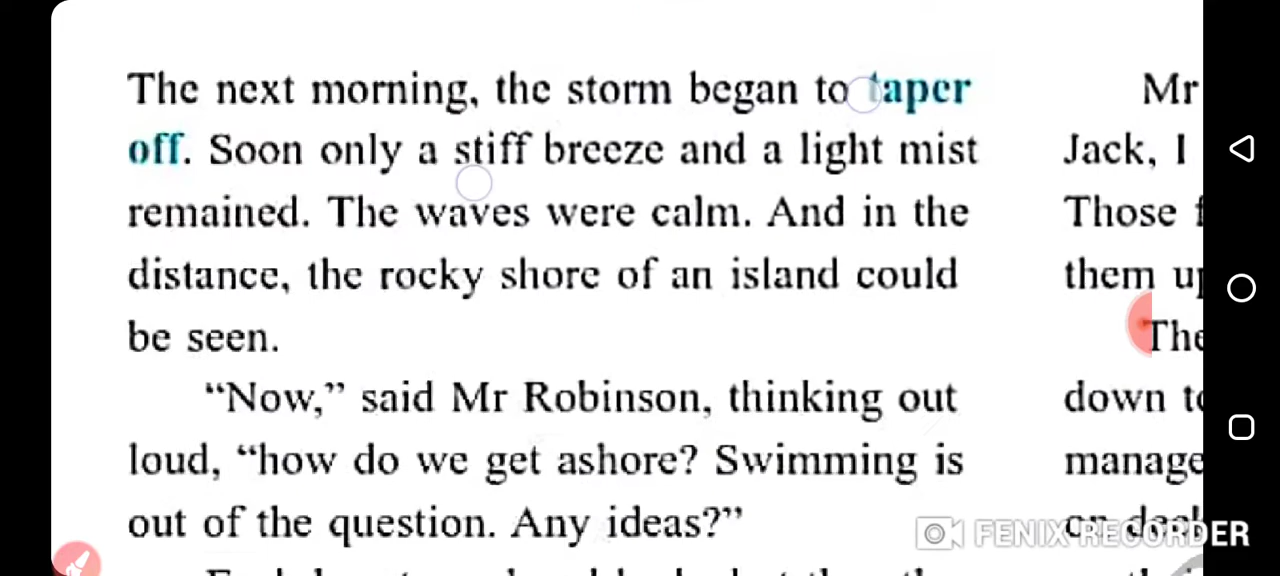 The next morning, the storm began to taper
off. Soon only a stiff breeze and a light mist
remained. The waves were calm. And in the
distance, the rocky shore of an island could
be seen.
“Now,” said Mr Robinson, thinking out
loud, “how do we get ashore? Swimming is
out of the question. Any ideas?”
Mr
Jack, I
Those
them
The
down
manage
FENIX RECORDER